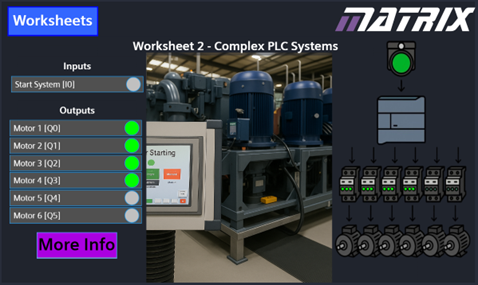 Worksheets
MATRIX
Worksheet 2 - Complex PLC Systems
Inputs
Start System [I0]
Outputs
Motor 1 [Q0]
Motor 2 [Q1]
Motor 3 [Q2]
Motor 4 [Q3]
Motor 5 [Q4]
Motor 6 [Q5]
More Info
Starting